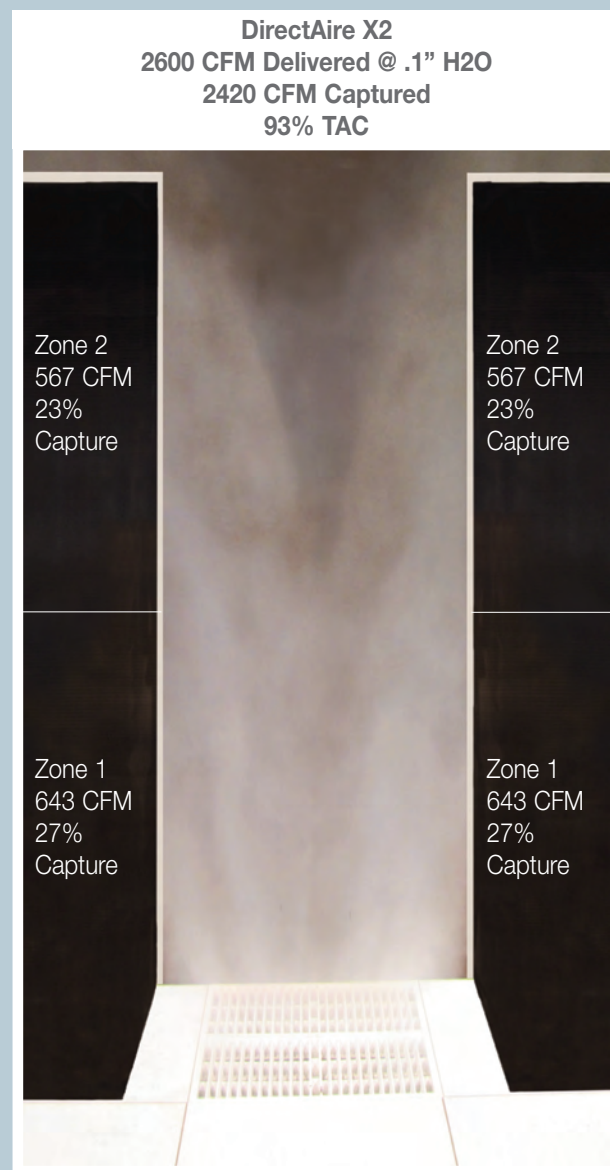 DirectAire X2
2600 CFM Delivered @ .1” H2O
2420 CFM Captured
93% TAC
Zone 2
567 CFM
23%
Capture
Zone 2
567 CFM
23%
Capture
Zone 1
643 CFM
27%
Capture
Zone 1
643 CFM
27%
Capture